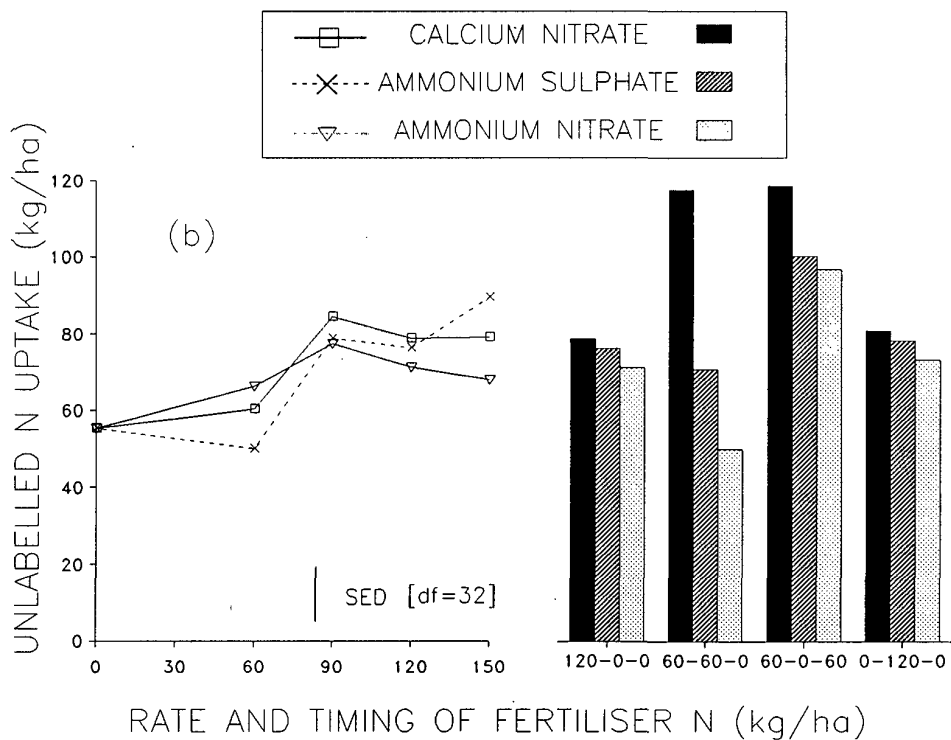 CALCIUM NITRATE
AMMONIUM SULPHATE
AMMONIUM NITRATE
UNLABELLED N UPTAKE (kg/ha)
120
100
80
60
40
20
0
(b)
SED [df=32]
0 30 60 90 120 150
120-0-0 60-60-0 60-0-60 0-120-0
RATE AND TIMING OF FERTILISER N (kg/ha)